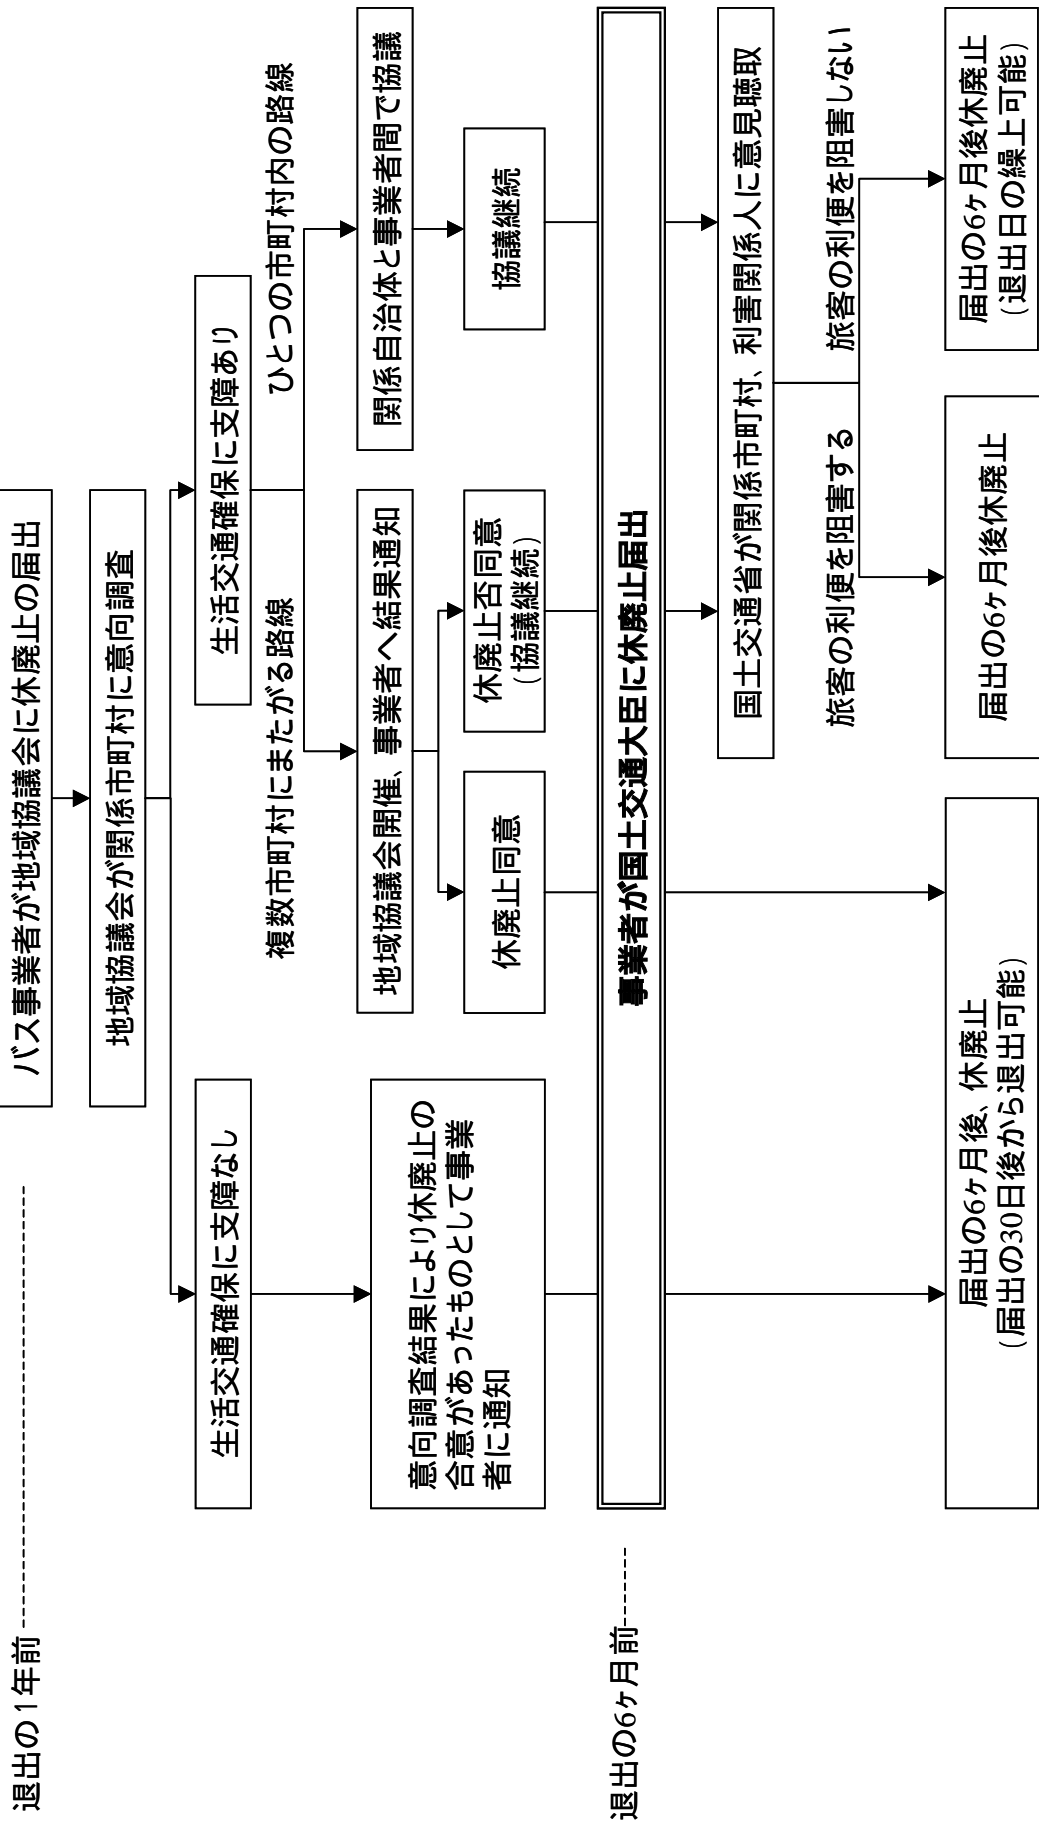 退出の1年前
バス事業者が地域協議会に休廃止の届出
地域協議会が関係市町村に意向調査
生活交通確保に支障なし
生活交通確保に支障あり
複数市町村にまたがる路線
ひとつの市町村内の路線
意向調査結果により休廃止の
合意があったものとして事業
者に通知
地域協議会開催、事業者へ結果通知
関係自治体と事業者間で協議
休廃止同意
休廃止否同意
(協議継続)
協議継続
退出の6ヶ月前
事業者が国土交通大臣に休廃止届出
国土交通省が関係市町村、利害関係人に意見聴取
旅客の利便を阻害する
旅客の利便を阻害しない
届出の6ヶ月後、休廃止
(届出の30日後から退出可能)
届出の6ヶ月後休廃止
届出の6ヶ月後休廃止
(退出日の繰上可能)